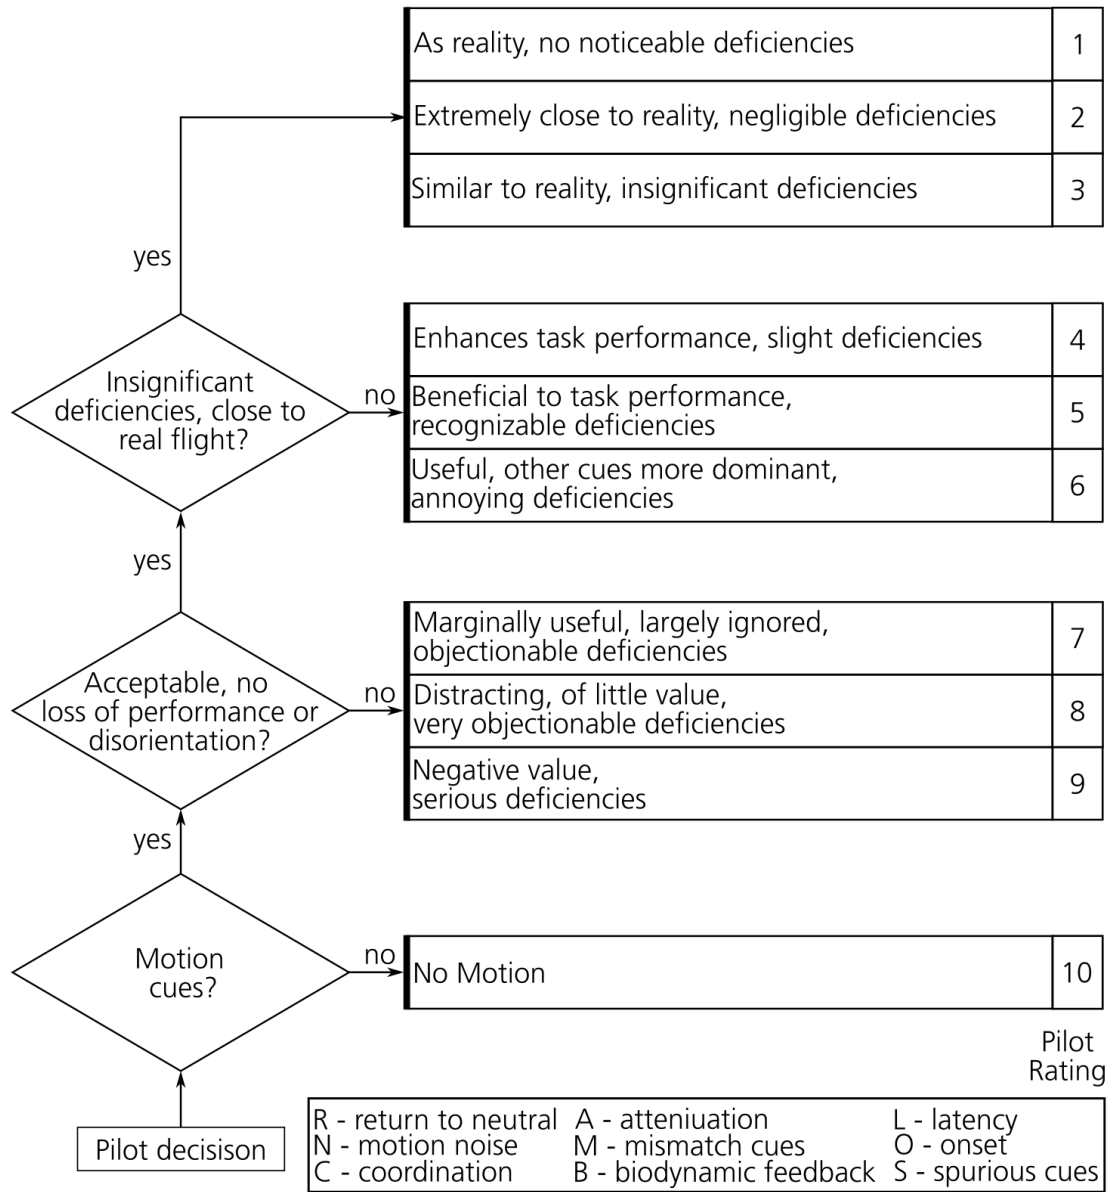 As reality, no noticeable deficiencies 1
Extremely close to reality, negligible deficiencies 2
Similar to reality, insignificant deficiencies 3
yes
Insignificant
deficiencies, close to
real flight?
no
Enhances task performance, slight deficiencies 4
Beneficial to task performance,
recognizable deficiencies
5
Useful, other cues more dominant,
annoying deficiencies
6
yes
Acceptable, no
loss of performance or
disorientation?
no
Marginally useful, largely ignored,
objectionable deficiencies
7
Distracting, of little value,
very objectionable deficiencies
8
Negative value,
serious deficiencies
9
yes
Motion
cues?
no
No Motion 10
Pilot
Rating
Pilot decisison
R - return to neutral A - atteniuation L - latency
N - motion noise M - mismatch cues O - onset
C - coordination B - biodynamic feedback S - spurious cues